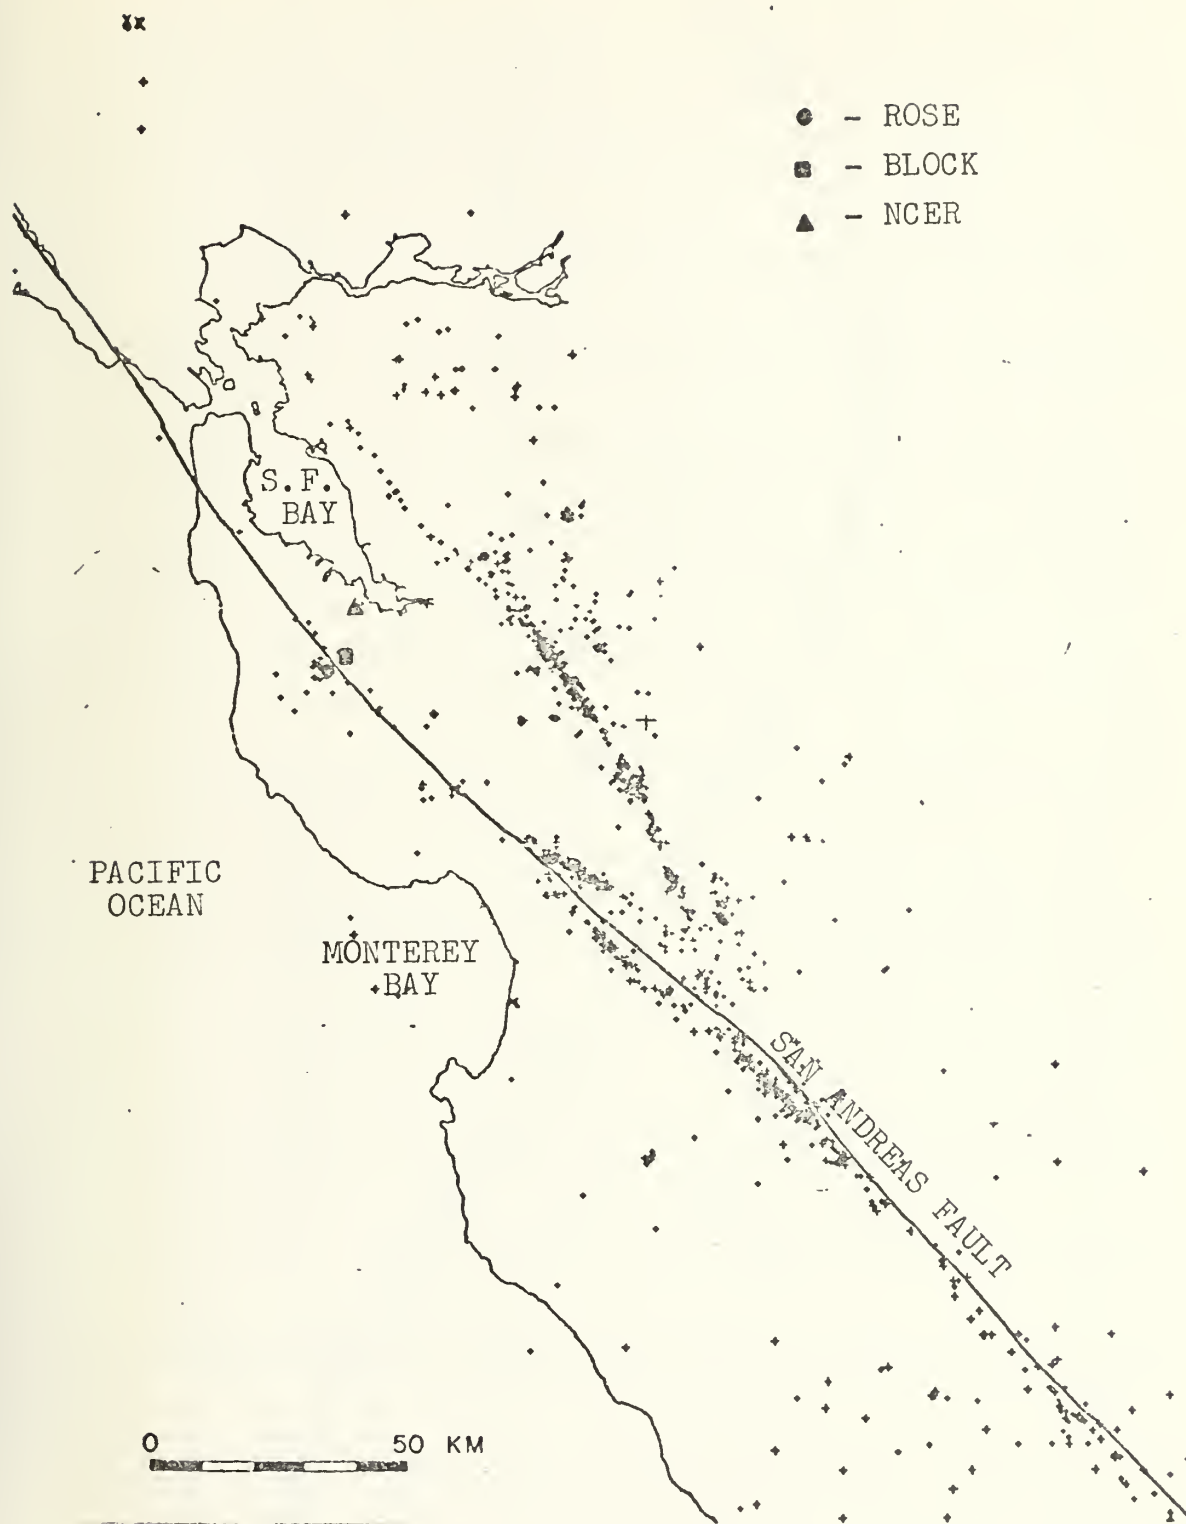 ● – ROSE
■ – BLOCK
▲ – NCER
S.F.
BAY
PACIFIC
OCEAN
MONTEREY
BAY
SAN ANDREAS FAULT
0 50 KM